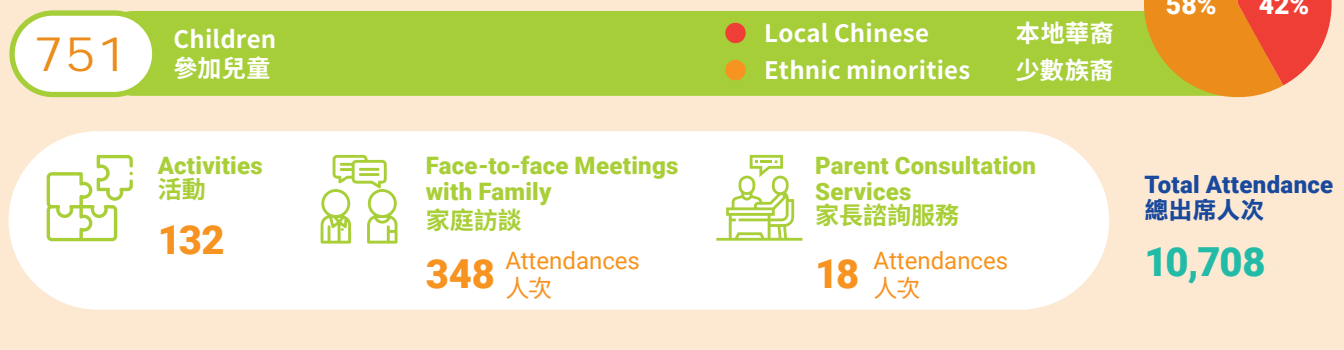 58%
42%
751
Children
參加兒童
Local Chinese 本地華裔
Ethnic minorities 少數族裔
Activities
活動
132
Face-to-face Meetings
with Family
家庭訪談
348 Attendances
人次
Parent Consultation
Services
家長諮詢服務
18 Attendances
人次
Total Attendance
總出席人次
10,708